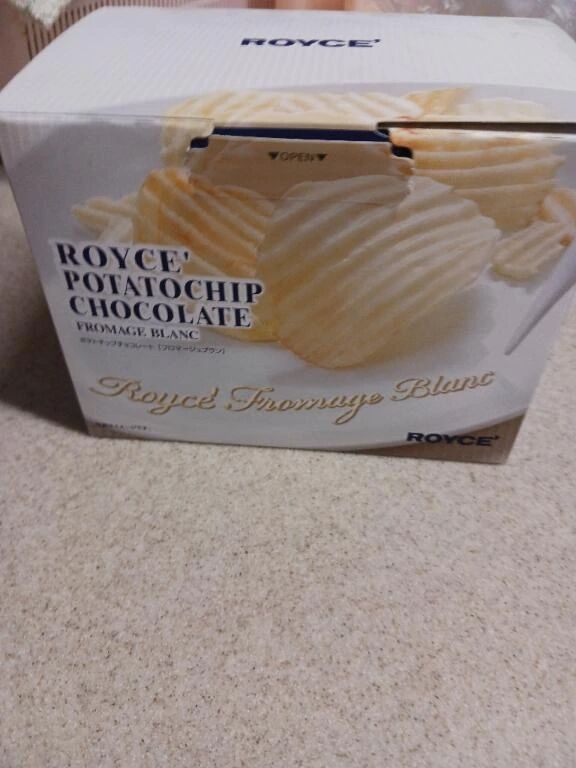 ROYCE'
▼OPEN▼
ROYCE'
POTATOCHIP
CHOCOLATE
FROMAGE BLANC
ポテトチップチョコレート [フロマージュブラン]
Royce' Fromage Blanc
ROYCE'